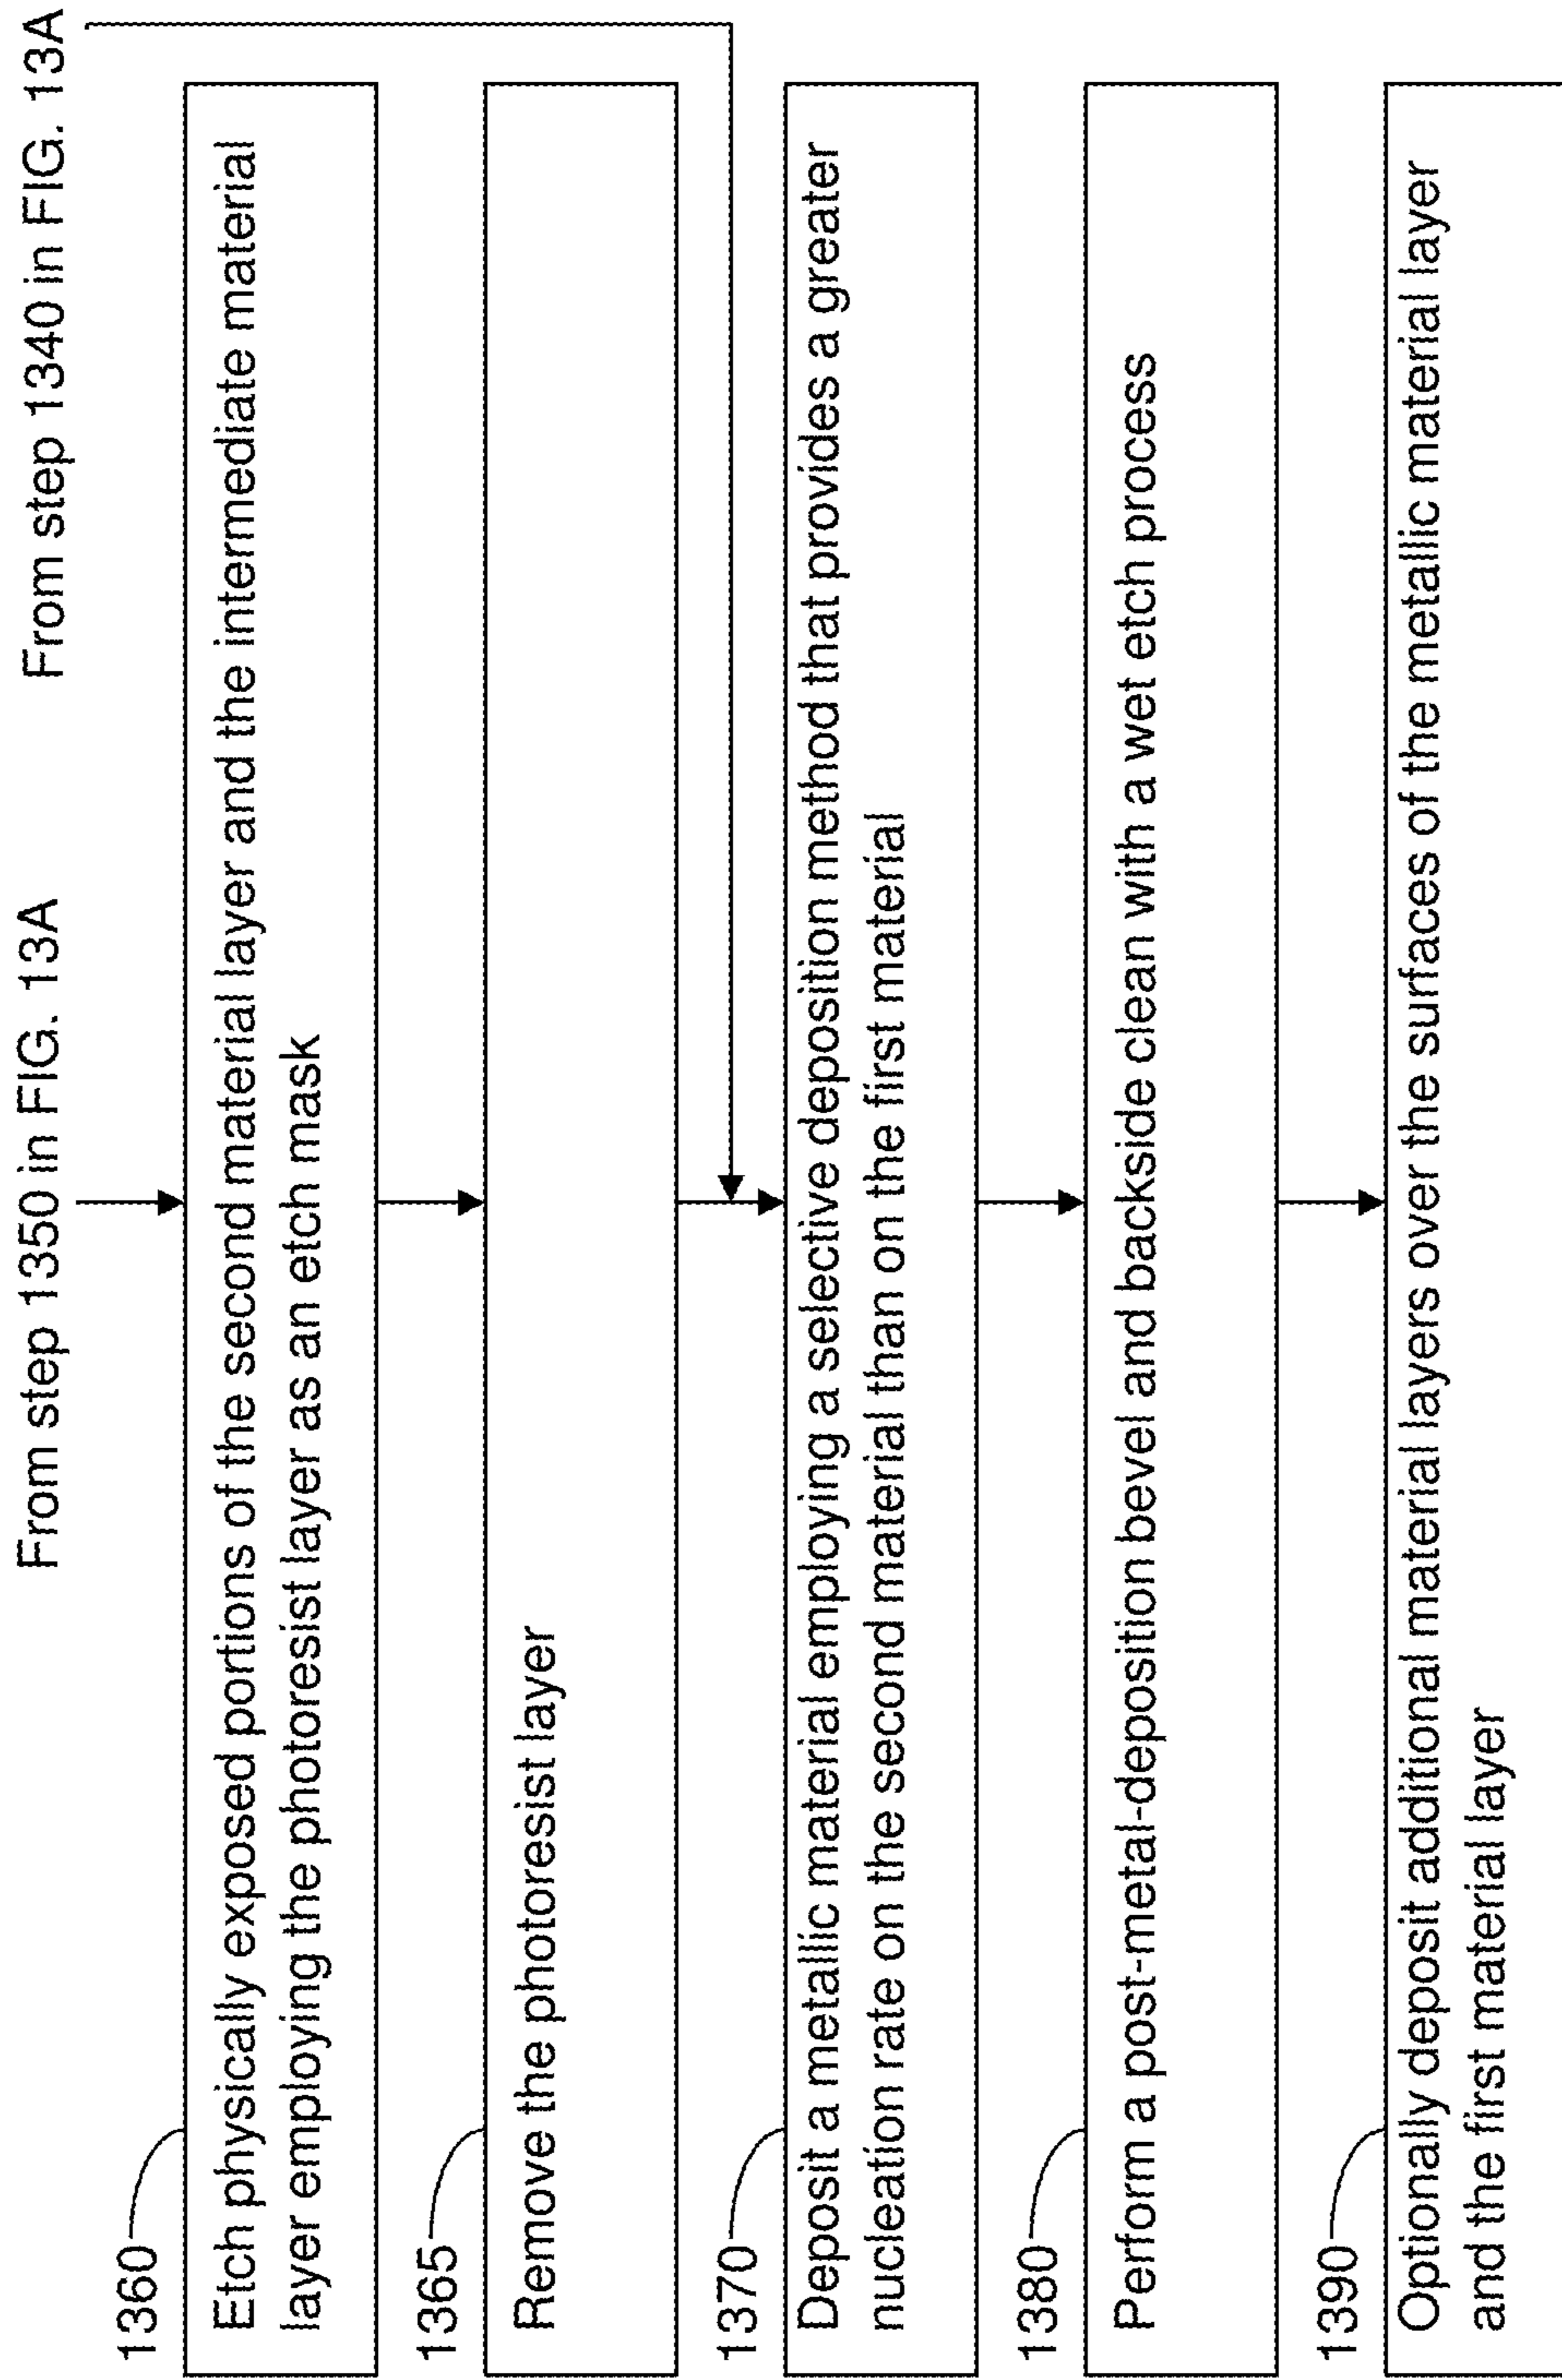 From step 1350 in FIG. 13A
From step 1340 in FIG. 13A
1360
Etch physically exposed portions of the second material layer and the intermediate material
layer employing the photoresist layer as an etch mask
1365
Remove the photoresist layer
1370
Deposit a metallic material employing a selective deposition method that provides a greater
nucleation rate on the second material than on the first material
1380
Perform a post-metal-deposition bevel and backside clean with a wet etch process
1390
Optionally deposit additional material layers over the surfaces of the metallic material layer
and the first material layer